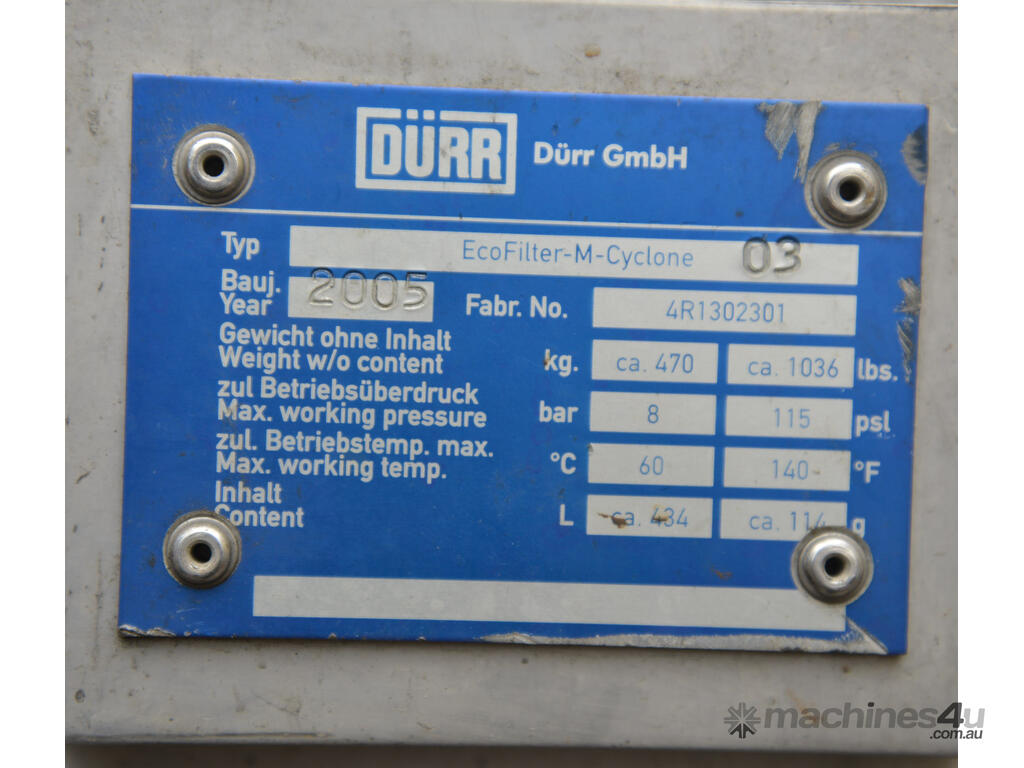 DÜRR Dürr GmbH
Typ EcoFilter-M-Cyclone 03
Bauj.
Year 2005 Fabr. No. 4R1302301
Gewicht ohne Inhalt
Weight w/o content kg. ca. 470 ca. 1036 lbs.
zul Betriebsüberdruck
Max. working pressure bar 8 115 psl
zul. Betriebstemp. max.
Max. working temp. °C 60 140 °F
Inhalt
Content L ca. 434 ca. 114 g
machines4u
.com.au